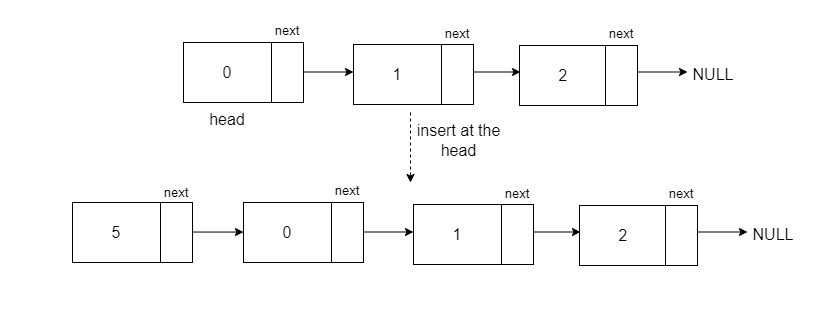 next next next
0 1 2 NULL
head
insert at the
head
next next next next
5 0 1 2 NULL